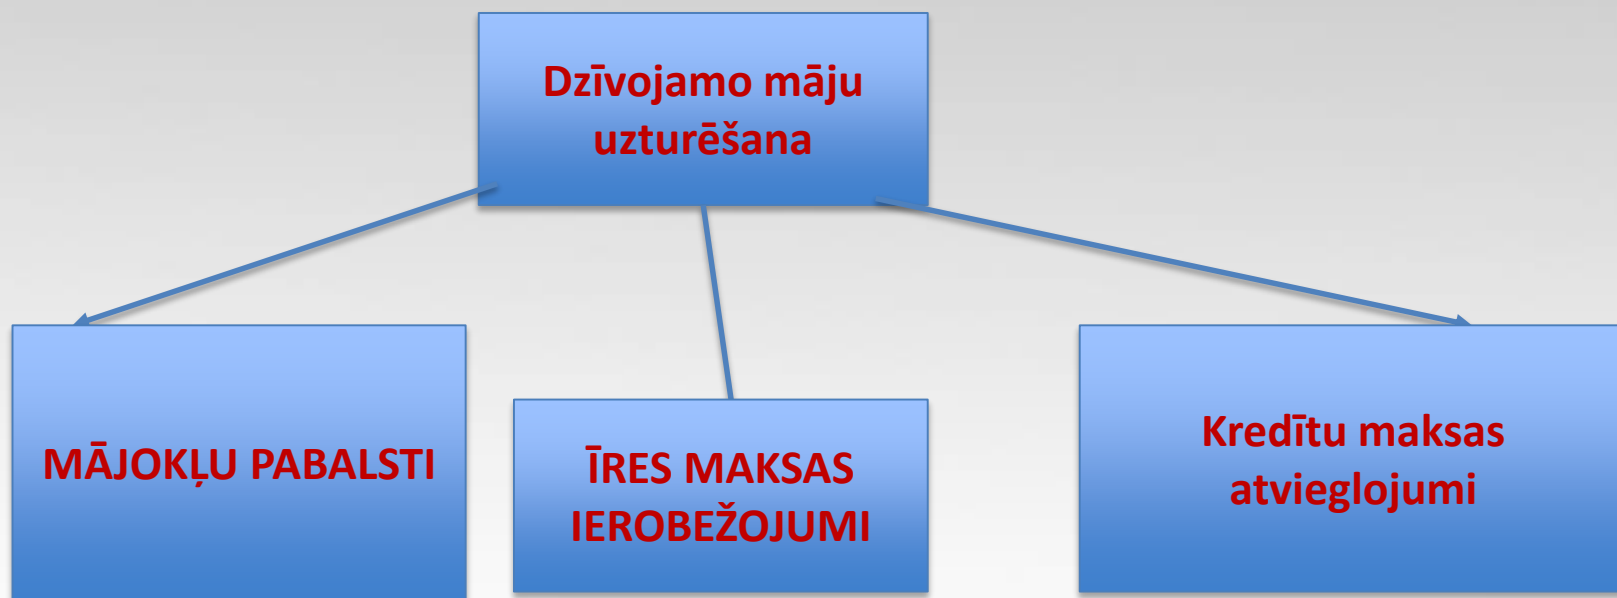 Dzīvojamo māju
uzturēšana
MĀJOKĻU PABALSTI
ĪRES MAKSAS
IEROBEŽOJUMI
Kredītu maksas
atvieglojumi